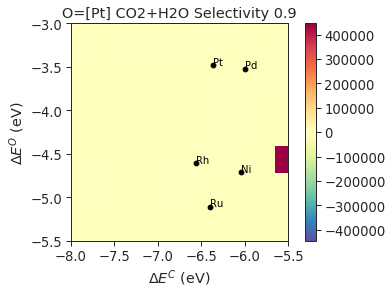 O=[Pt] CO2+H2O Selectivity 0.9
−3.0
−3.5
−4.0
−4.5
−5.0
−5.5
ΔE^O (eV)
Pt
Pd
Rh
Ni
Ru
−8.0 −7.5 −7.0 −6.5 −6.0 −5.5
ΔE^C (eV)
400000
300000
200000
100000
0
−100000
−200000
−300000
−400000